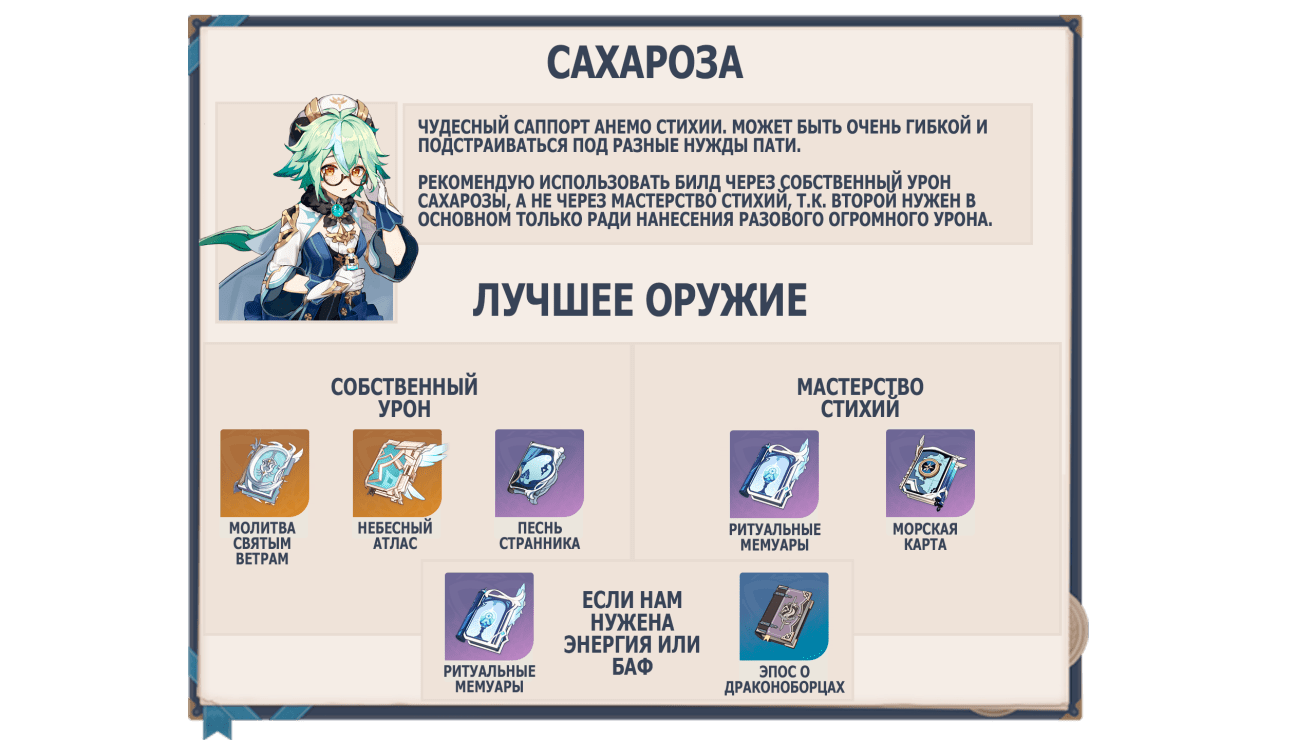 САХАРОЗА
ЧУДЕСНЫЙ САППОРТ АНЕМО СТИХИИ. МОЖЕТ БЫТЬ ОЧЕНЬ ГИБКОЙ И
ПОДСТРАИВАТЬСЯ ПОД РАЗНЫЕ НУЖДЫ ПАТИ.
РЕКОМЕНДУЮ ИСПОЛЬЗОВАТЬ БИЛД ЧЕРЕЗ СОБСТВЕННЫЙ УРОН
САХАРОЗЫ, А НЕ ЧЕРЕЗ МАСТЕРСТВО СТИХИЙ, Т.К. ВТОРОЙ НУЖЕН В
ОСНОВНОМ ТОЛЬКО РАДИ НАНЕСЕНИЯ РАЗОВОГО ОГРОМНОГО УРОНА.
ЛУЧШЕЕ ОРУЖИЕ
СОБСТВЕННЫЙ
УРОН
МОЛИТВА
СВЯТЫМ
ВЕТРАМ
НЕБЕСНЫЙ
АТЛАС
ПЕСНЬ
СТРАННИКА
МАСТЕРСТВО
СТИХИЙ
РИТУАЛЬНЫЕ
МЕМУАРЫ
МОРСКАЯ
КАРТА
РИТУАЛЬНЫЕ
МЕМУАРЫ
ЕСЛИ НАМ
НУЖЕНА
ЭНЕРГИЯ ИЛИ
БАФ
ЭПОС О
ДРАКОНОБОРЦАХ